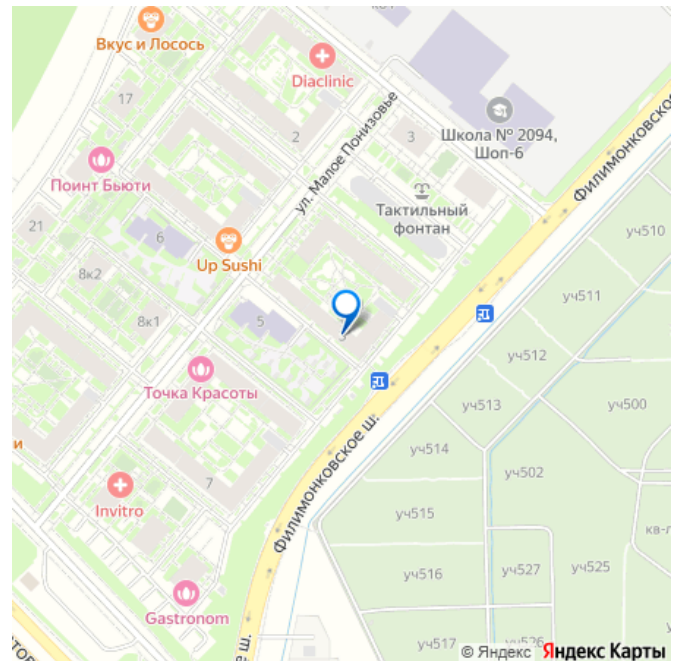 Вкус и Лосось
Diaclinic
17
2
3
Школа № 2094,
Шоп-6
ул. Малое Понизовье
Филимонковское
Поинт Бьюти
Тактильный
фонтан
21
6
Up Sushi
уч510
8к2
уч511
8к1
5
3
уч512
Точка Красоты
уч513
уч500
и
уч514
уч502
7
Филимонковское ш.
Invitro
уч515
кв-л
уч516
уч527
уч525
Gastronom
уч517
уч526
ш.
© Яндекс Яндекс Карты